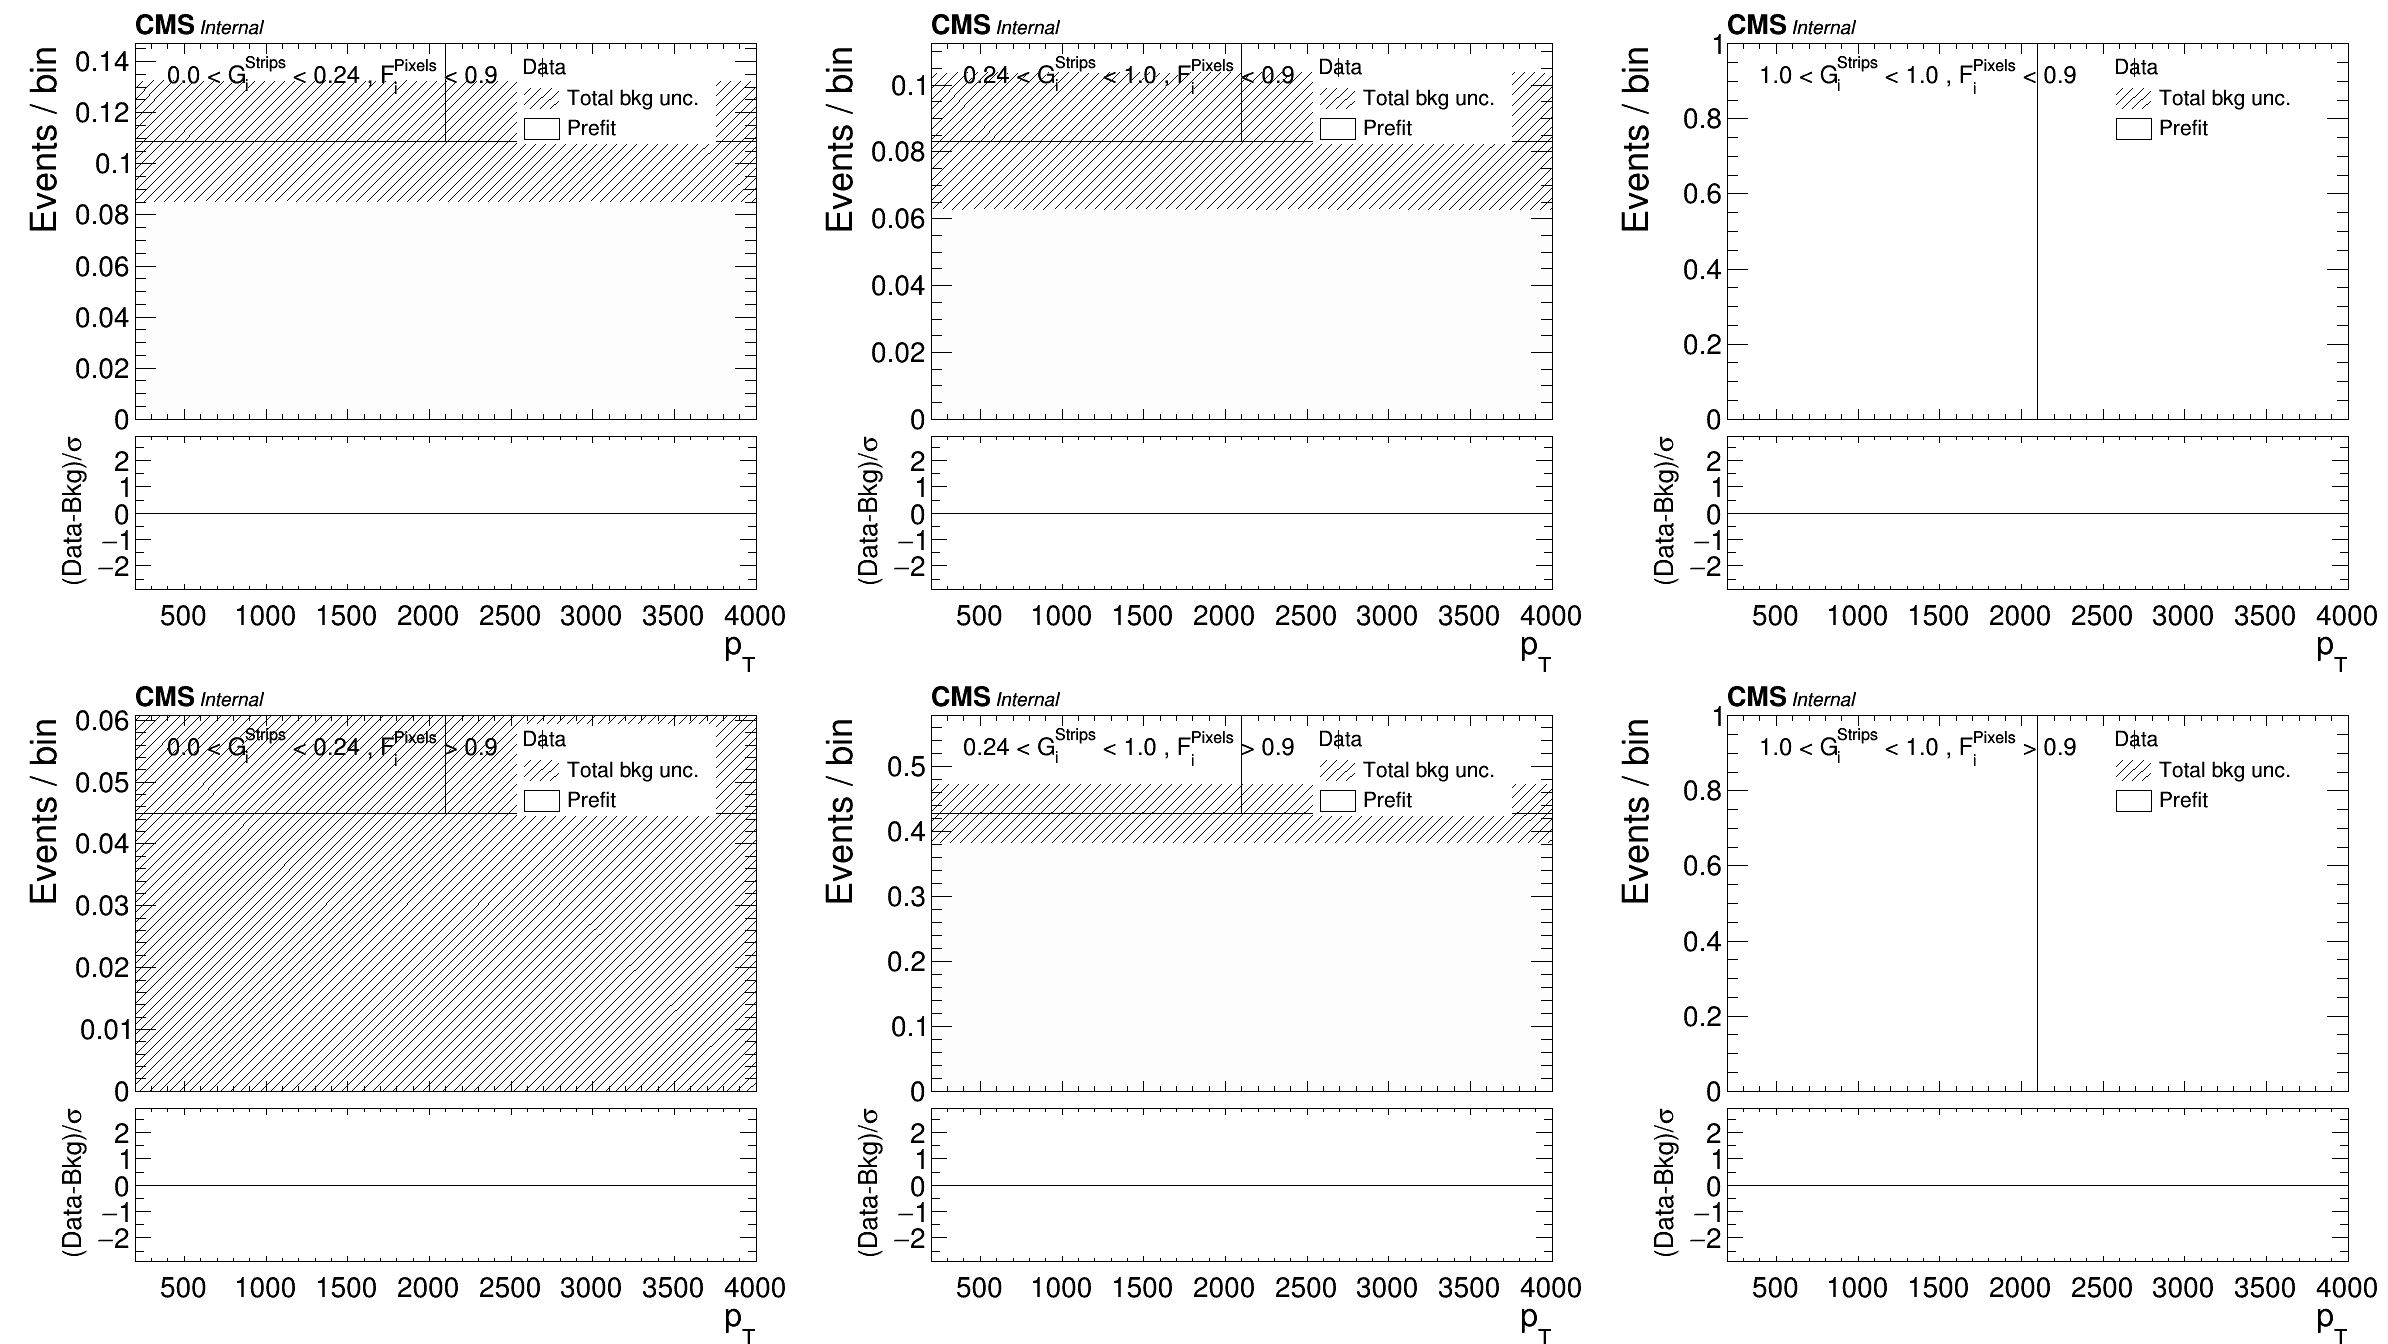 CMS Internal
Events / bin
0.14
0.12
0.1
0.08
0.06
0.04
0.02
0
0.0 < G_i^Strips < 0.24 , F_i^Pixels < 0.9
Data
Total bkg unc.
Prefit
(Data-Bkg)/σ
2
1
0
−1
−2
500 1000 1500 2000 2500 3000 3500 4000
p_T
CMS Internal
Events / bin
0.1
0.08
0.06
0.04
0.02
0
0.24 < G_i^Strips < 1.0 , F_i^Pixels < 0.9
Data
Total bkg unc.
Prefit
(Data-Bkg)/σ
2
1
0
−1
−2
500 1000 1500 2000 2500 3000 3500 4000
p_T
CMS Internal
Events / bin
1
0.8
0.6
0.4
0.2
0
1.0 < G_i^Strips < 1.0 , F_i^Pixels < 0.9
Data
Total bkg unc.
Prefit
(Data-Bkg)/σ
2
1
0
−1
−2
500 1000 1500 2000 2500 3000 3500 4000
p_T
CMS Internal
Events / bin
0.06
0.05
0.04
0.03
0.02
0.01
0
0.0 < G_i^Strips < 0.24 , F_i^Pixels > 0.9
Data
Total bkg unc.
Prefit
(Data-Bkg)/σ
2
1
0
−1
−2
500 1000 1500 2000 2500 3000 3500 4000
p_T
CMS Internal
Events / bin
0.5
0.4
0.3
0.2
0.1
0
0.24 < G_i^Strips < 1.0 , F_i^Pixels > 0.9
Data
Total bkg unc.
Prefit
(Data-Bkg)/σ
2
1
0
−1
−2
500 1000 1500 2000 2500 3000 3500 4000
p_T
CMS Internal
Events / bin
1
0.8
0.6
0.4
0.2
0
1.0 < G_i^Strips < 1.0 , F_i^Pixels > 0.9
Data
Total bkg unc.
Prefit
(Data-Bkg)/σ
2
1
0
−1
−2
500 1000 1500 2000 2500 3000 3500 4000
p_T